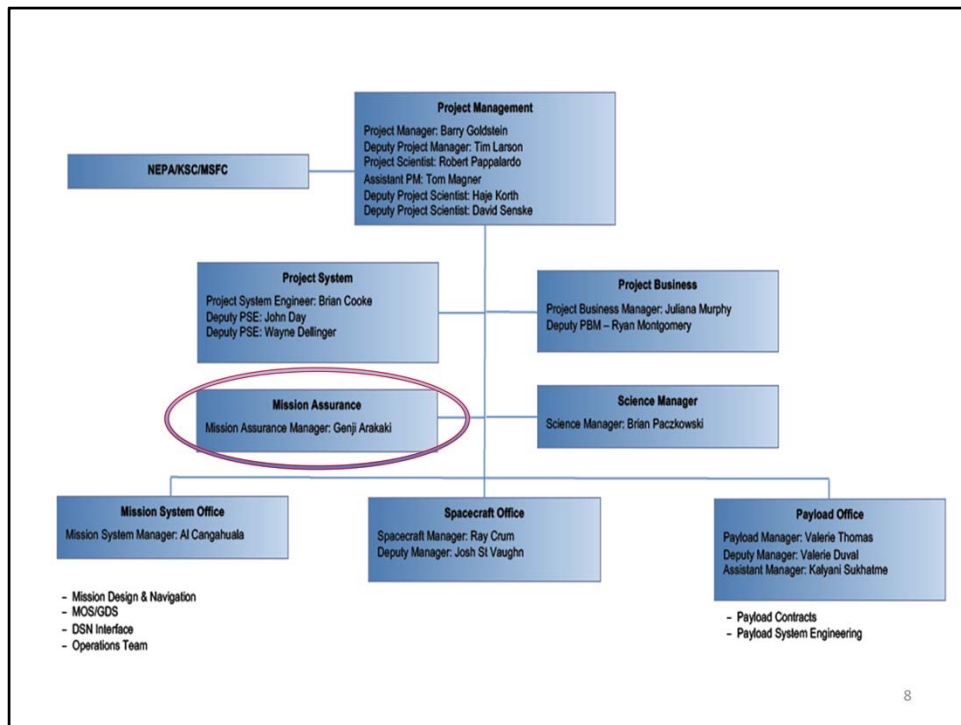 Project Management
Project Manager: Barry Goldstein
Deputy Project Manager: Tim Larson
Project Scientist: Robert Pappalardo
Assistant PM: Tom Magner
Deputy Project Scientist: Haje Korth
Deputy Project Scientist: David Senske
NEPA/KSC/MSFC
Project System
Project System Engineer: Brian Cooke
Deputy PSE: John Day
Deputy PSE: Wayne Dellinger
Project Business
Project Business Manager: Juliana Murphy
Deputy PBM – Ryan Montgomery
Mission Assurance
Mission Assurance Manager: Genji Arakaki
Science Manager
Science Manager: Brian Paczkowski
Mission System Office
Mission System Manager: Al Cangahuala
– Mission Design & Navigation
– MOS/GDS
– DSN Interface
– Operations Team
Spacecraft Office
Spacecraft Manager: Ray Crum
Deputy Manager: Josh St Vaughn
Payload Office
Payload Manager: Valerie Thomas
Deputy Manager: Valerie Duval
Assistant Manager: Kalyani Sukhatme
– Payload Contracts
– Payload System Engineering
8